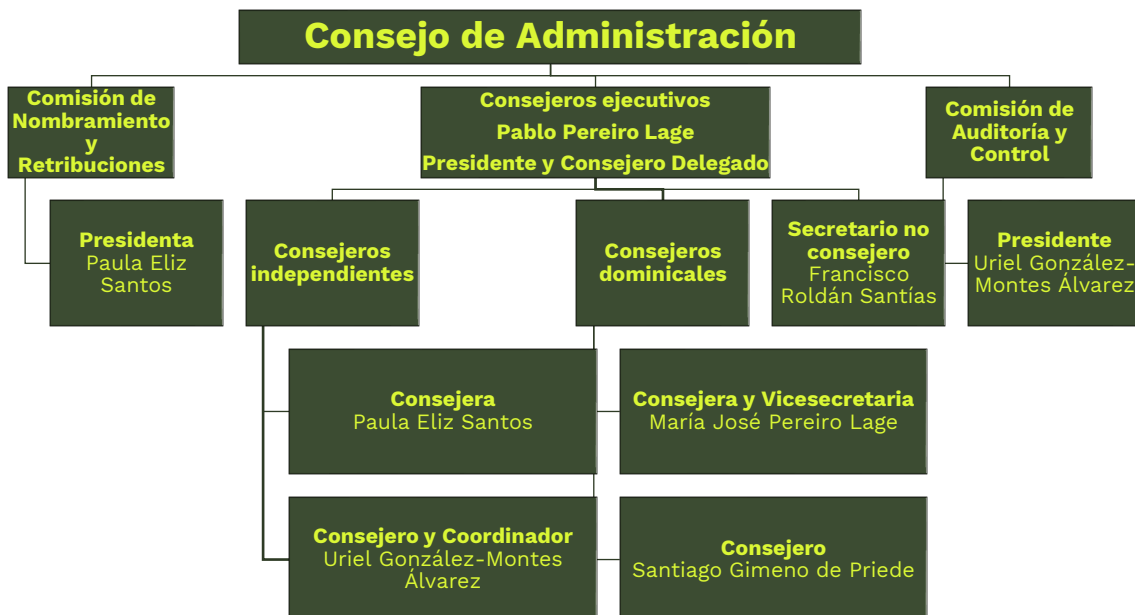 Consejo de Administración
Comisión de
Nombramiento
y
Retribuciones
Consejeros ejecutivos
Pablo Pereiro Lage
Presidente y Consejero Delegado
Comisión de
Auditoría y
Control
Presidenta
Paula Eliz
Santos
Consejeros
independientes
Consejeros
dominicales
Secretario no
consejero
Francisco
Roldán Santías
Presidente
Uriel González-
Montes Álvarez
Consejera
Paula Eliz Santos
Consejera y Vicesecretaria
María José Pereiro Lage
Consejero y Coordinador
Uriel González-Montes
Álvarez
Consejero
Santiago Gimeno de Priede